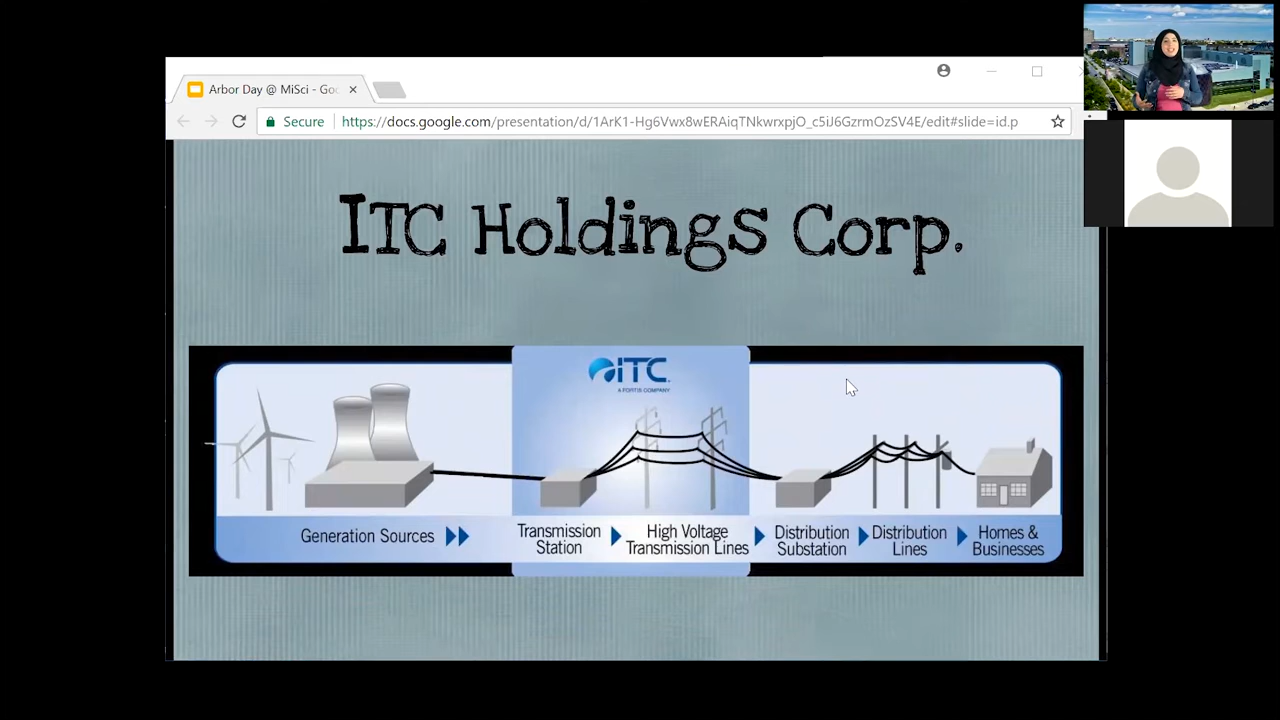 Arbor Day @ MiSci - Goo
Secure
https://docs.google.com/presentation/d/1ArK1-Hg6Vwx8wERAiqTNkwrxpjO_c5iJ6GzrmOzSV4E/edit#slide=id.p
ITC Holdings Corp.
ITC
A FORTIS COMPANY
Generation Sources
Transmission
Station
High Voltage
Transmission Lines
Distribution
Substation
Distribution
Lines
Homes &
Businesses